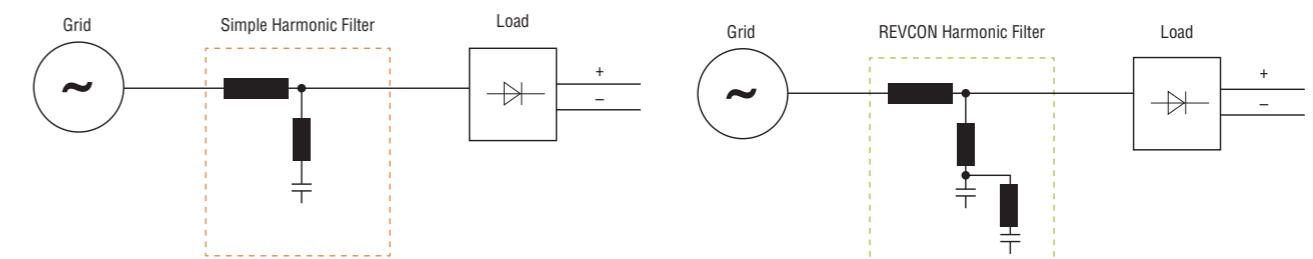 Grid
Simple Harmonic Filter
Load
~
+
–
Grid
REVCON Harmonic Filter
Load
~
+
–